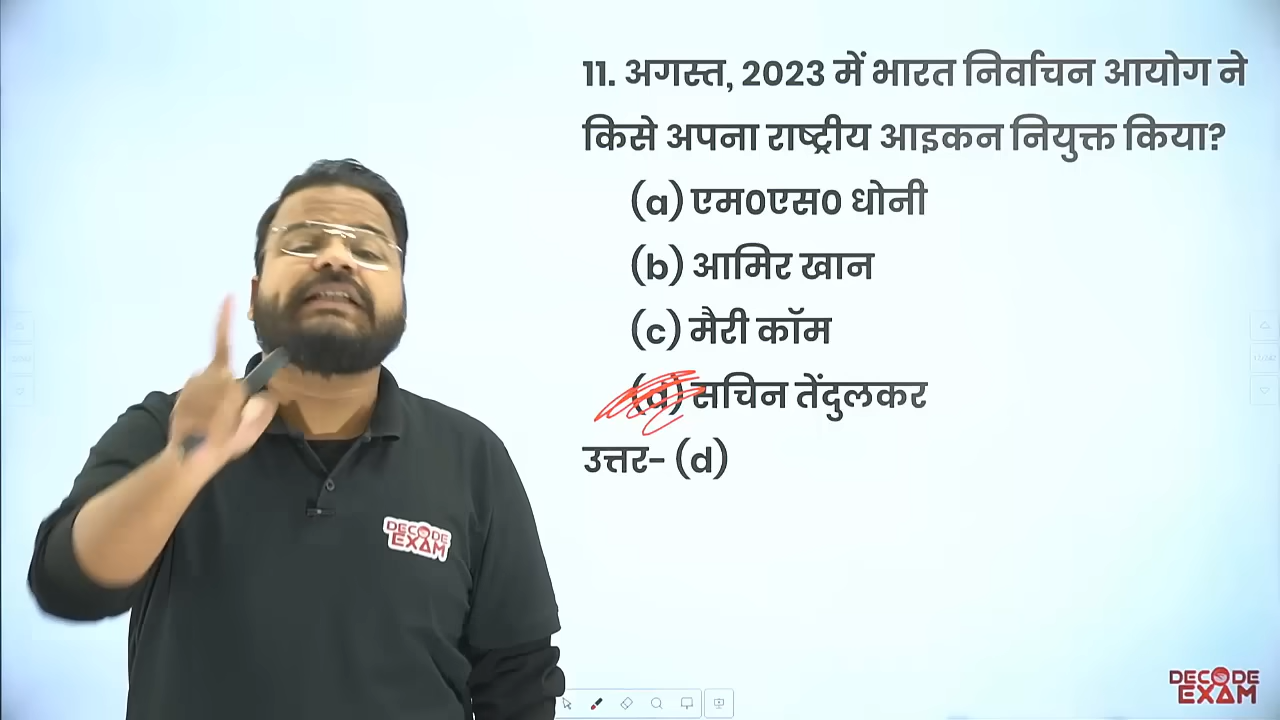 11. अगस्त, 2023 में भारत निर्वाचन आयोग ने
किसे अपना राष्ट्रीय आइकन नियुक्त किया?
(a) एम0एस0 धोनी
(b) आमिर खान
(c) मैरी कॉम
(d) सचिन तेंदुलकर
उत्तर- (d)
DECODE
EXAM
DECODE
EXAM